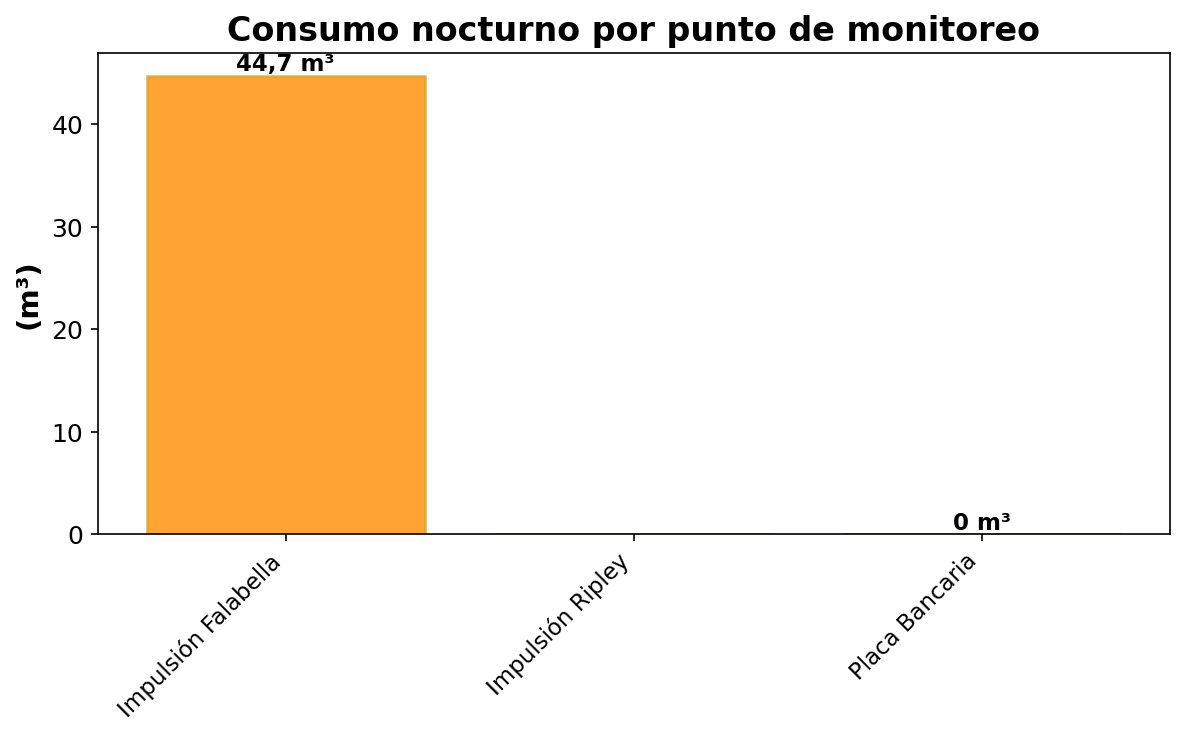 Consumo nocturno por punto de monitoreo
44,7 m³
40
30
20
10
0
(m³)
0 m³
Impulsión Falabella
Impulsión Ripley
Placa Bancaria